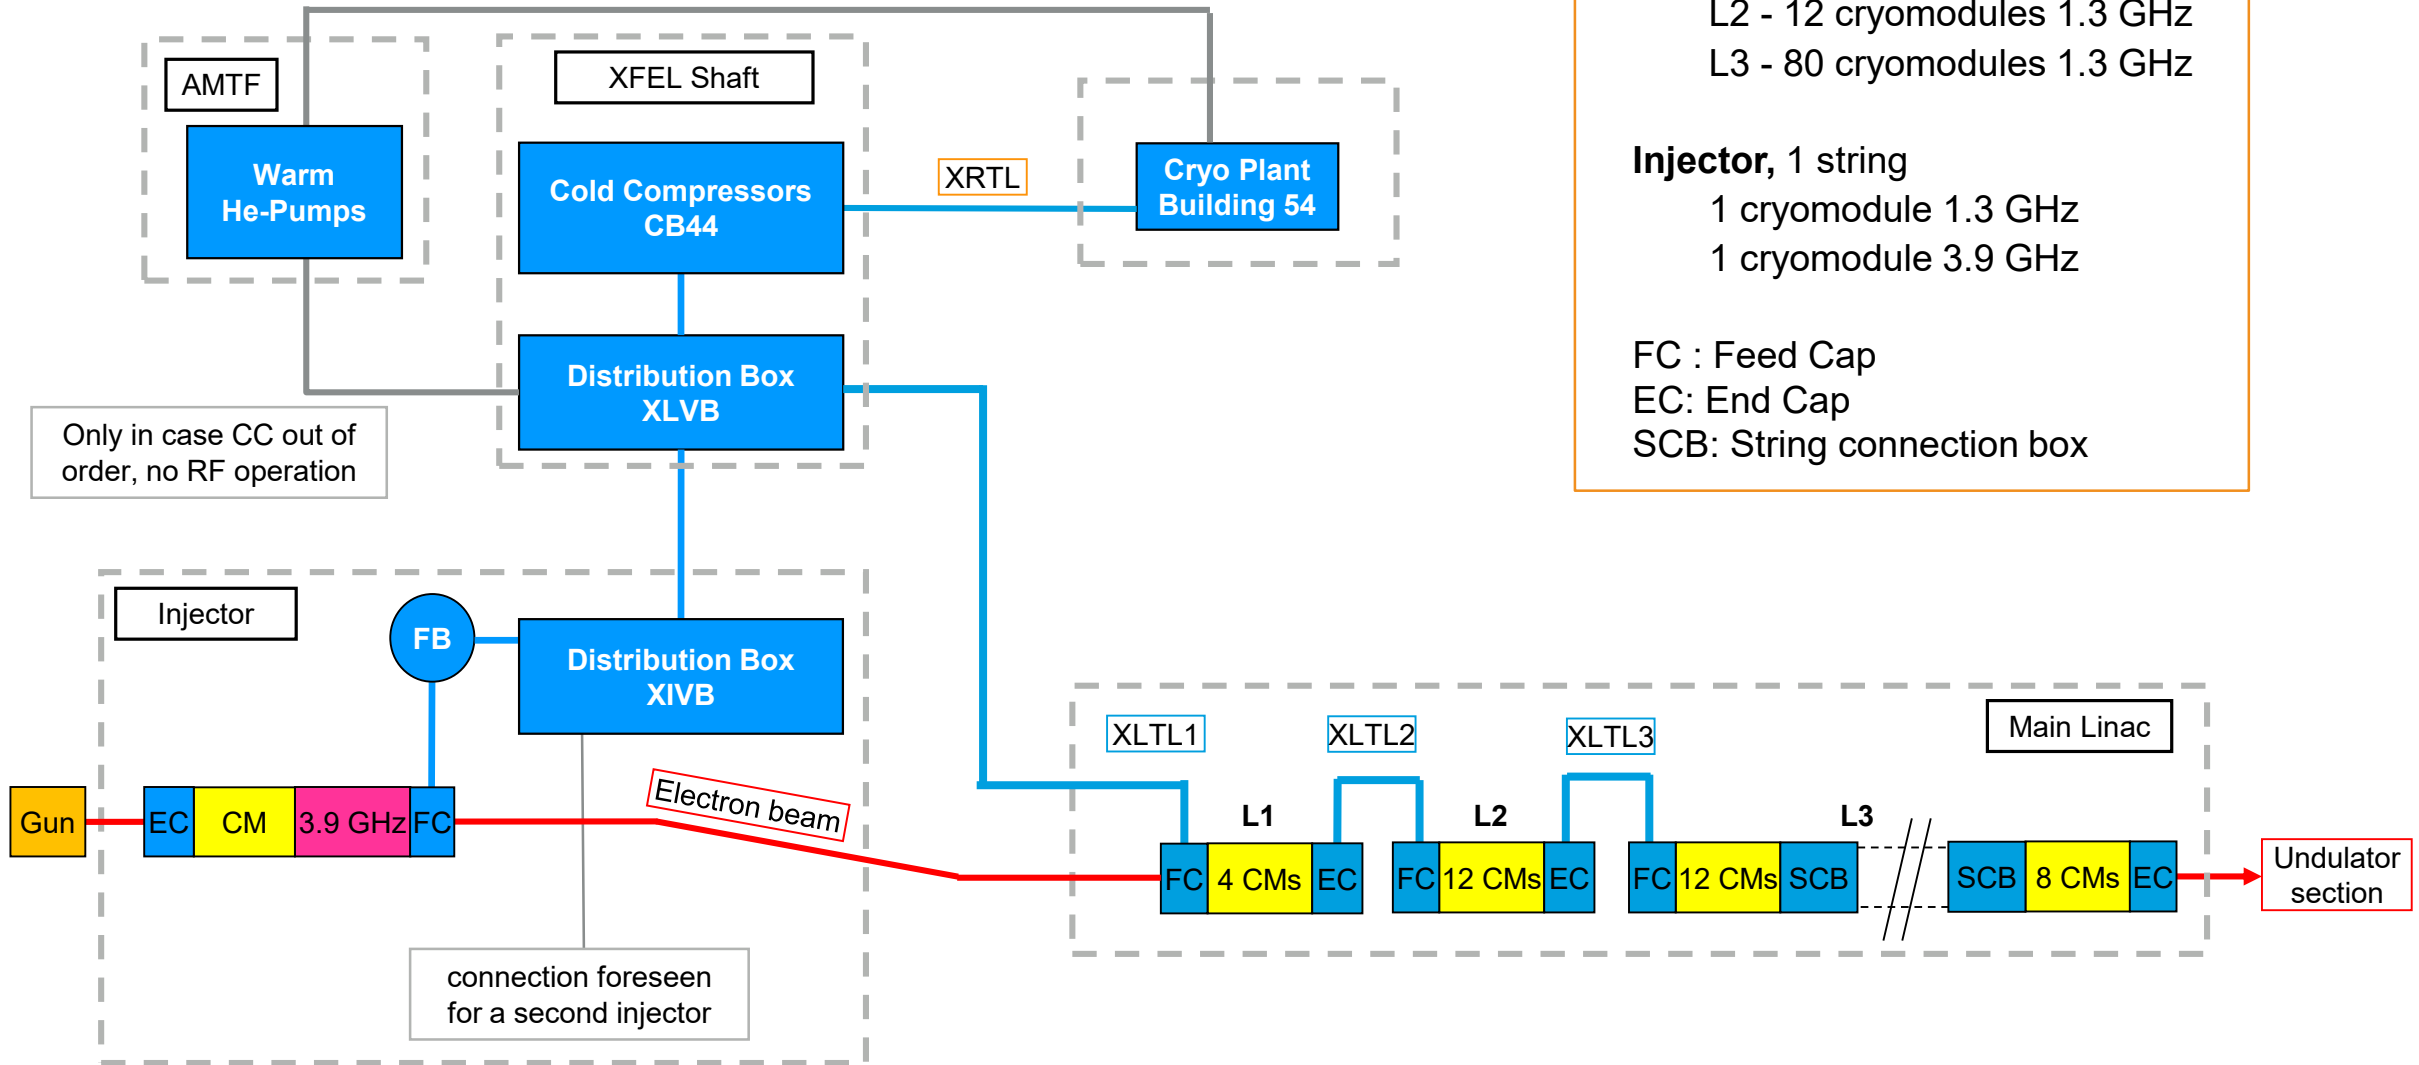 L2 - 12 cryomodules 1.3 GHz
L3 - 80 cryomodules 1.3 GHz
Injector, 1 string
1 cryomodule 1.3 GHz
1 cryomodule 3.9 GHz
FC : Feed Cap
EC: End Cap
SCB: String connection box
AMTF
Warm
He-Pumps
XFEL Shaft
Cold Compressors
CB44
XRTL
Cryo Plant
Building 54
Distribution Box
XLVB
Only in case CC out of
order, no RF operation
Injector
FB
Distribution Box
XIVB
Gun
EC
CM
3.9 GHz
FC
Electron beam
connection foreseen
for a second injector
Main Linac
XLTL1
XLTL2
XLTL3
L1
L2
L3
FC
4 CMs
EC
FC
12 CMs
EC
FC
12 CMs
SCB
SCB
8 CMs
EC
Undulator
section